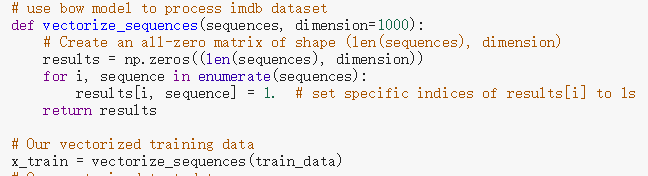 # use bow model to process imdb dataset
def vectorize_sequences(sequences, dimension=1000):
    # Create an all-zero matrix of shape (len(sequences), dimension)
    results = np.zeros((len(sequences), dimension))
    for i, sequence in enumerate(sequences):
        results[i, sequence] = 1.  # set specific indices of results[i] to 1s
    return results

# Our vectorized training data
x_train = vectorize_sequences(train_data)